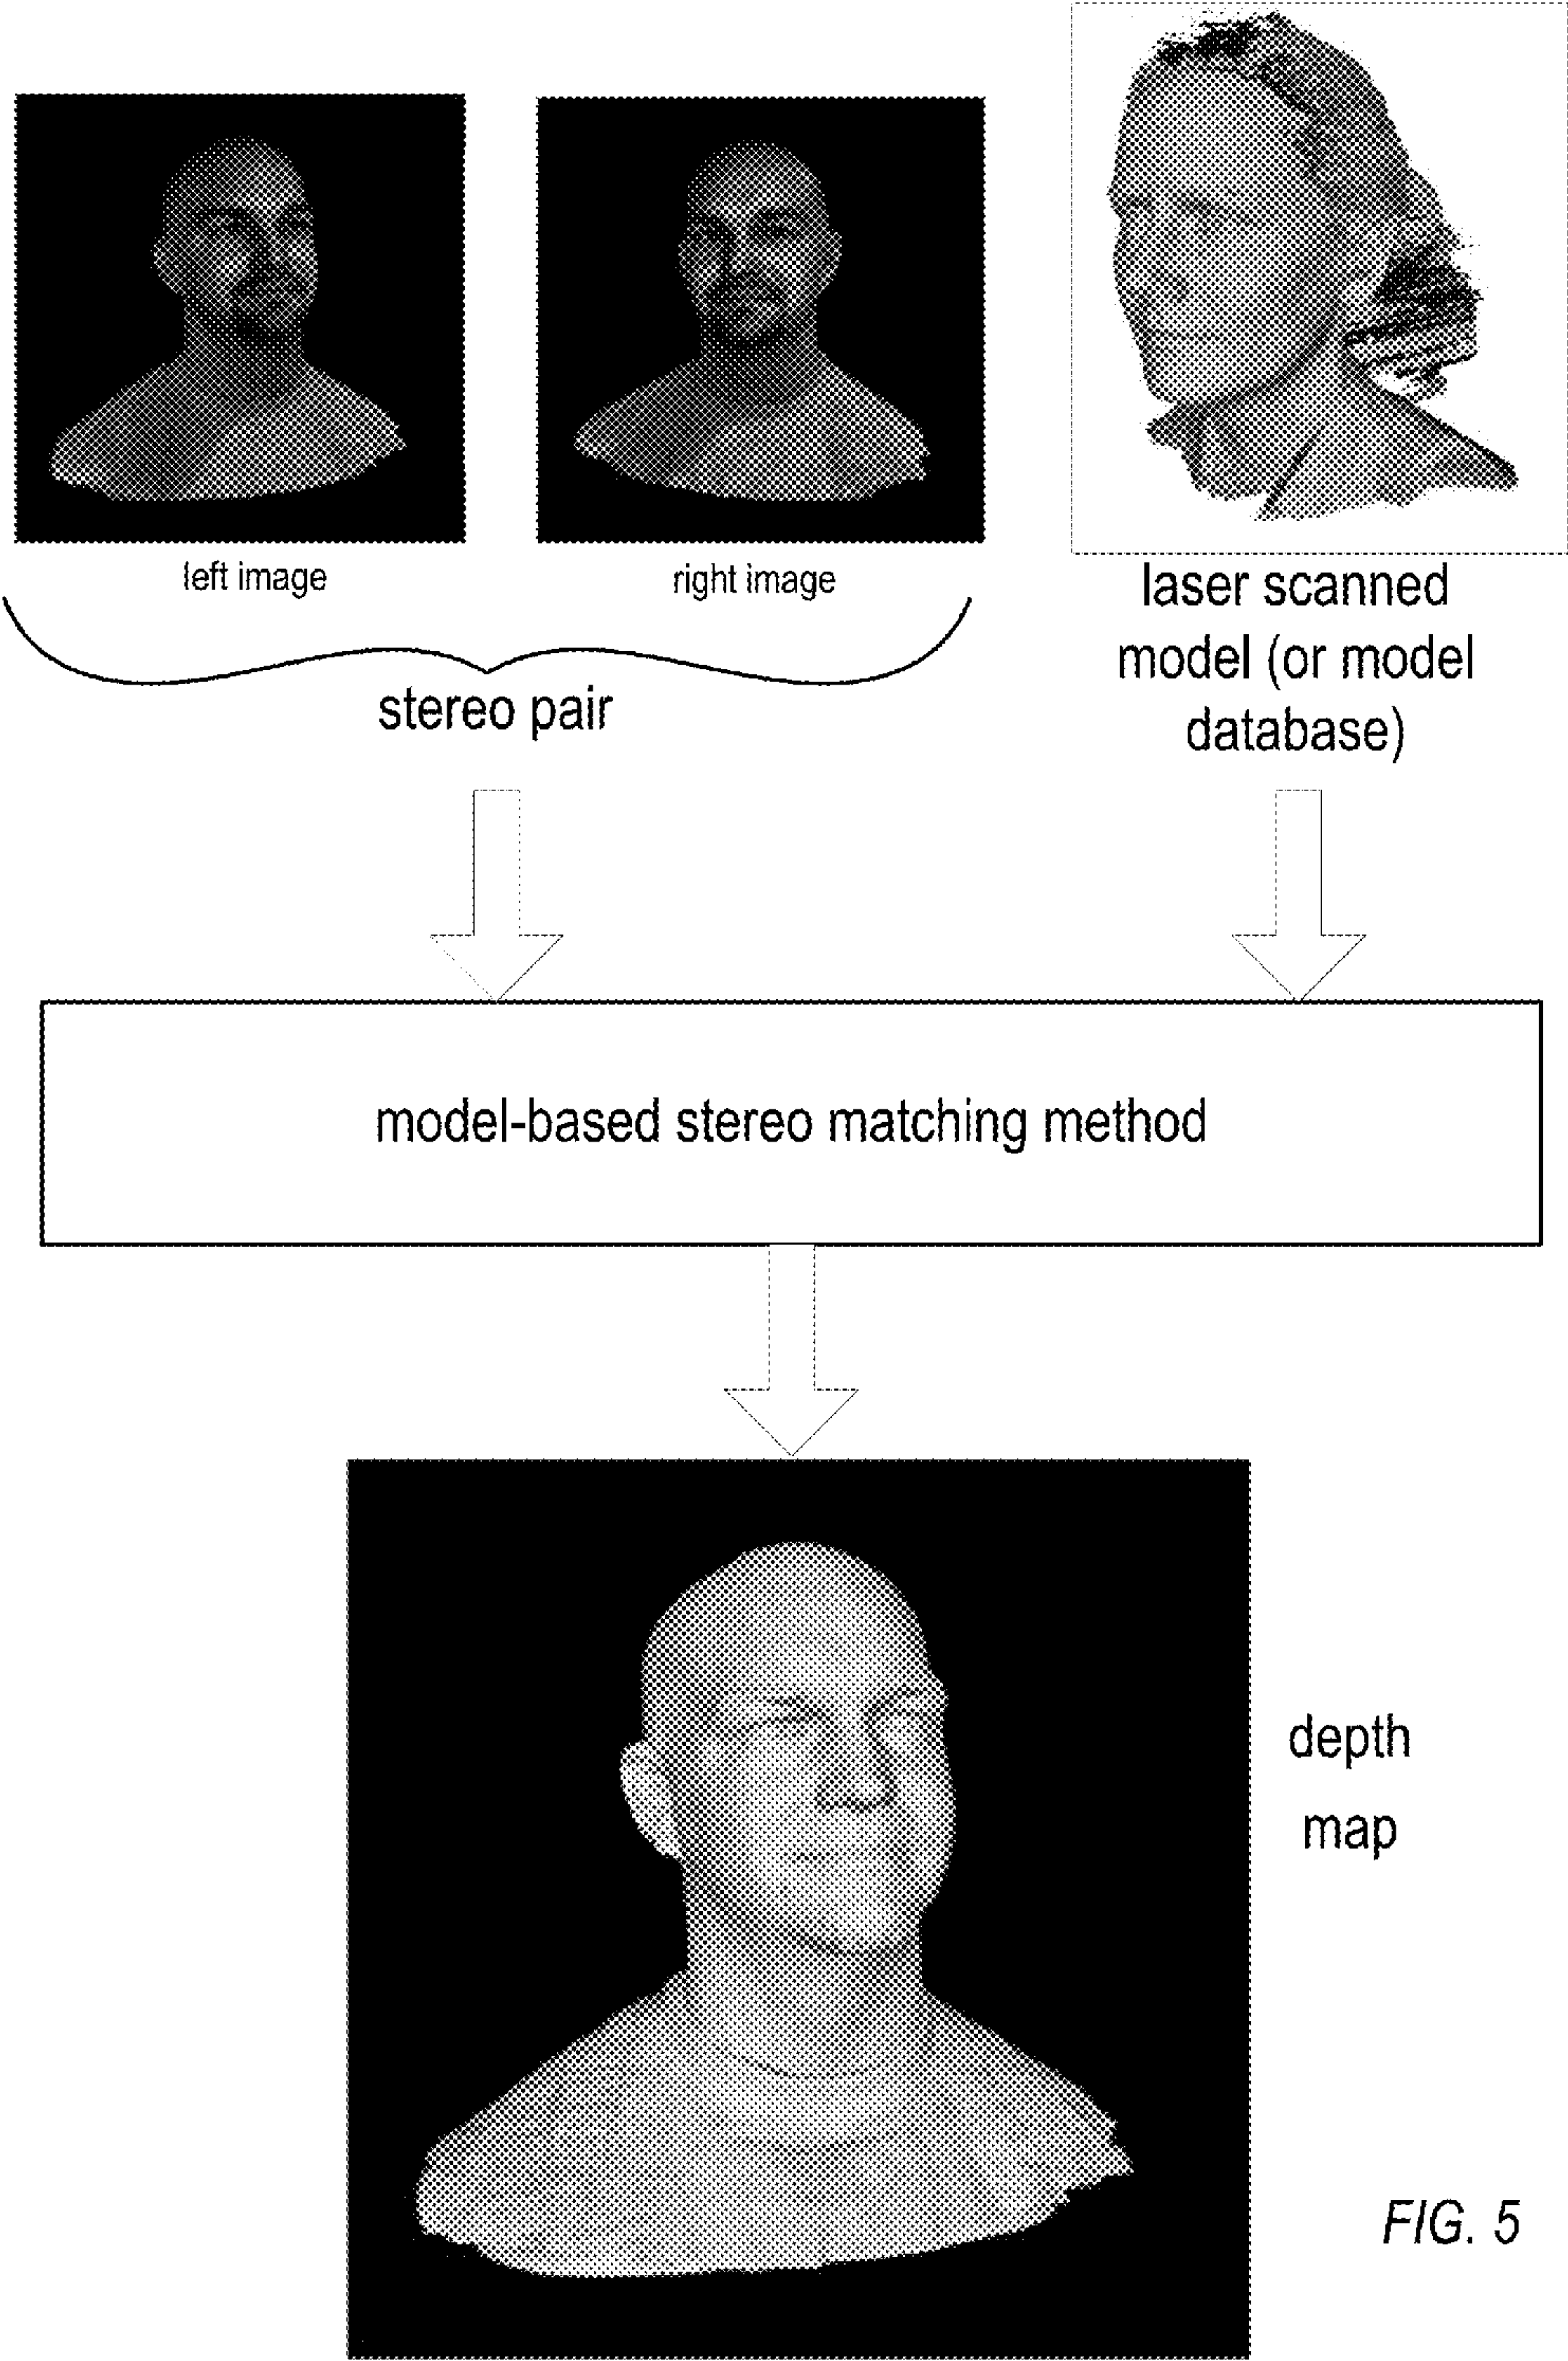 left image
right image
stereo pair
laser scanned
model (or model
database)
model-based stereo matching method
depth
map
FIG. 5